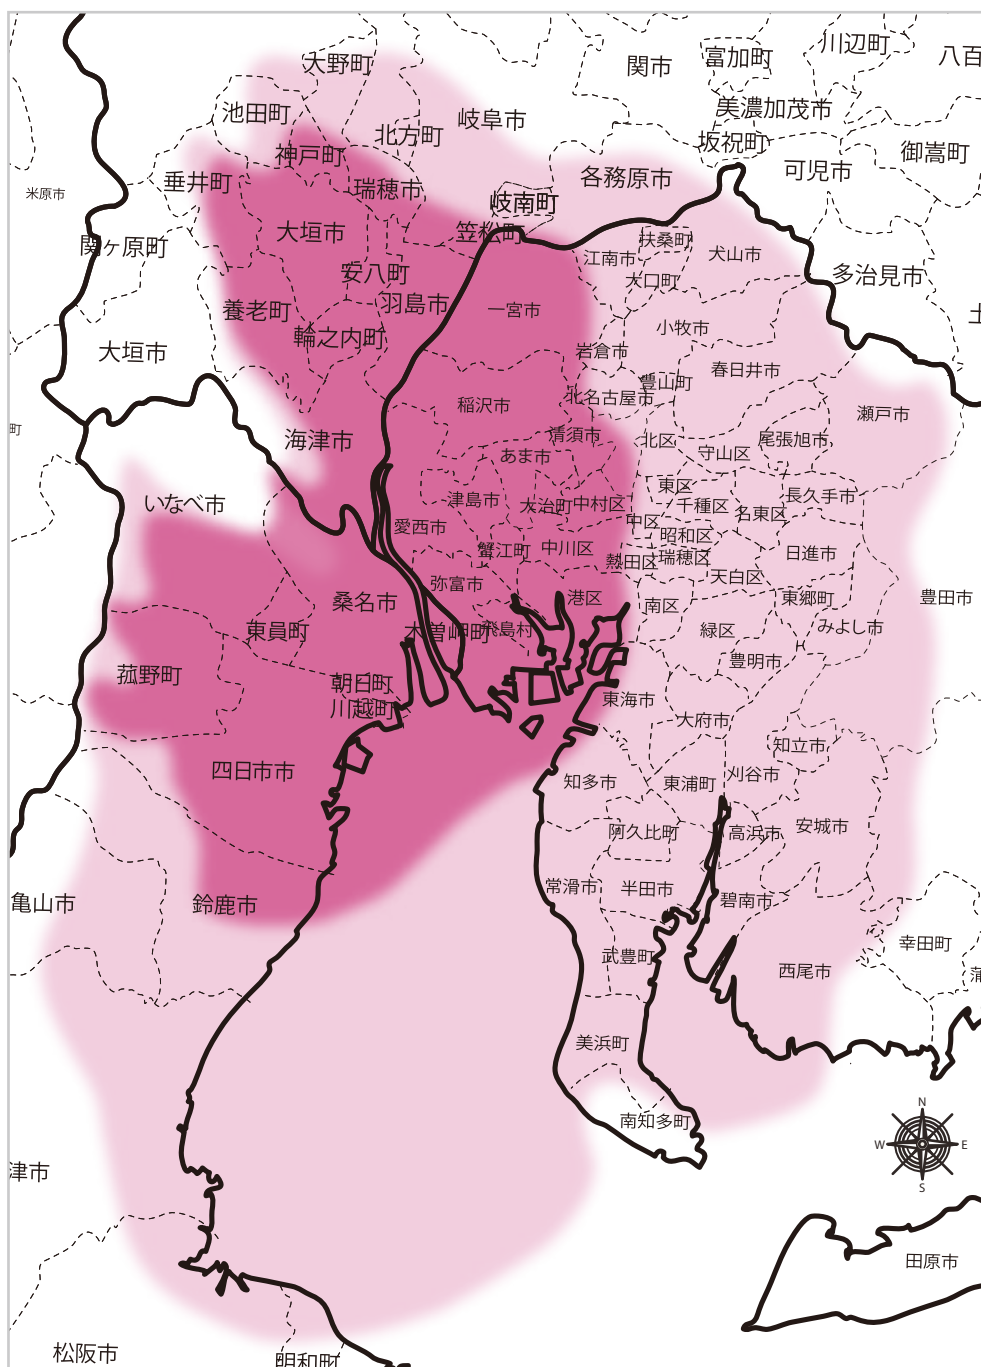 川辺町
富加町
八百
大野町
関市
美濃加茂市
池田町
岐阜市
北方町
坂祝町
神戸町
御嵩町
可児市
各務原市
垂井町
瑞穂市
米原市
岐南町
大垣市
笠松町
扶桑町
関ヶ原町
犬山市
江南市
安八町
多治見市
大口町
羽島市
養老町
一宮市
土
小牧市
輪之内町
大垣市
岩倉市
春日井市
豊山町
北名古屋市
稲沢市
瀬戸市
町
清須市
海津市
北区
尾張旭市
守山区
あま市
東区
長久手市
いなべ市
津島市
大治町
中村区
千種区
名東区
中区
愛西市
昭和区
蟹江町
中川区
日進市
瑞穂区
熱田区
天白区
弥富市
港区
東郷町
豊田市
桑名市
南区
みよし市
東員町
木曽岬町
飛島村
緑区
豊明市
菰野町
朝日町
東海市
川越町
大府市
知立市
四日市市
刈谷市
知多市
東浦町
安城市
阿久比町
高浜市
常滑市
半田市
碧南市
亀山市
鈴鹿市
幸田町
武豊町
西尾市
蒲
美浜町
N
南知多町
W
E
津市
S
田原市
松阪市
明和町